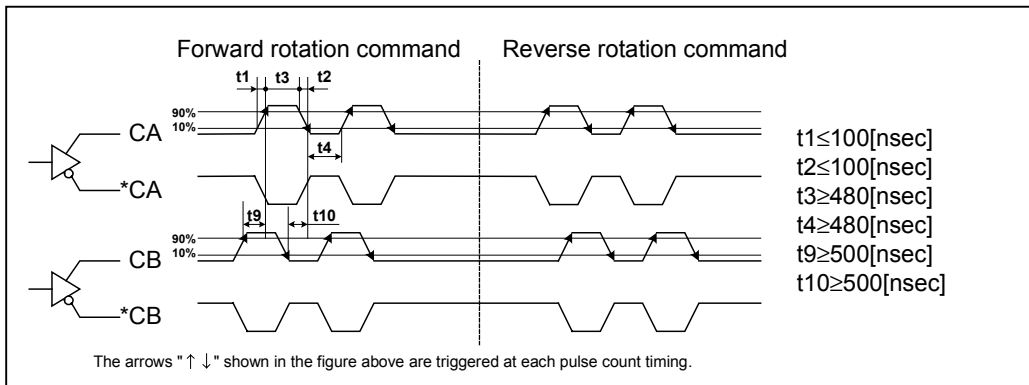 Forward rotation command
Reverse rotation command
t1 t3 t2
90%
10%
CA
t4
*CA
t9 t10
90%
10%
CB
*CB
t1≤100[nsec]
t2≤100[nsec]
t3≥480[nsec]
t4≥480[nsec]
t9≥500[nsec]
t10≥500[nsec]
The arrows "↑ ↓" shown in the figure above are triggered at each pulse count timing.